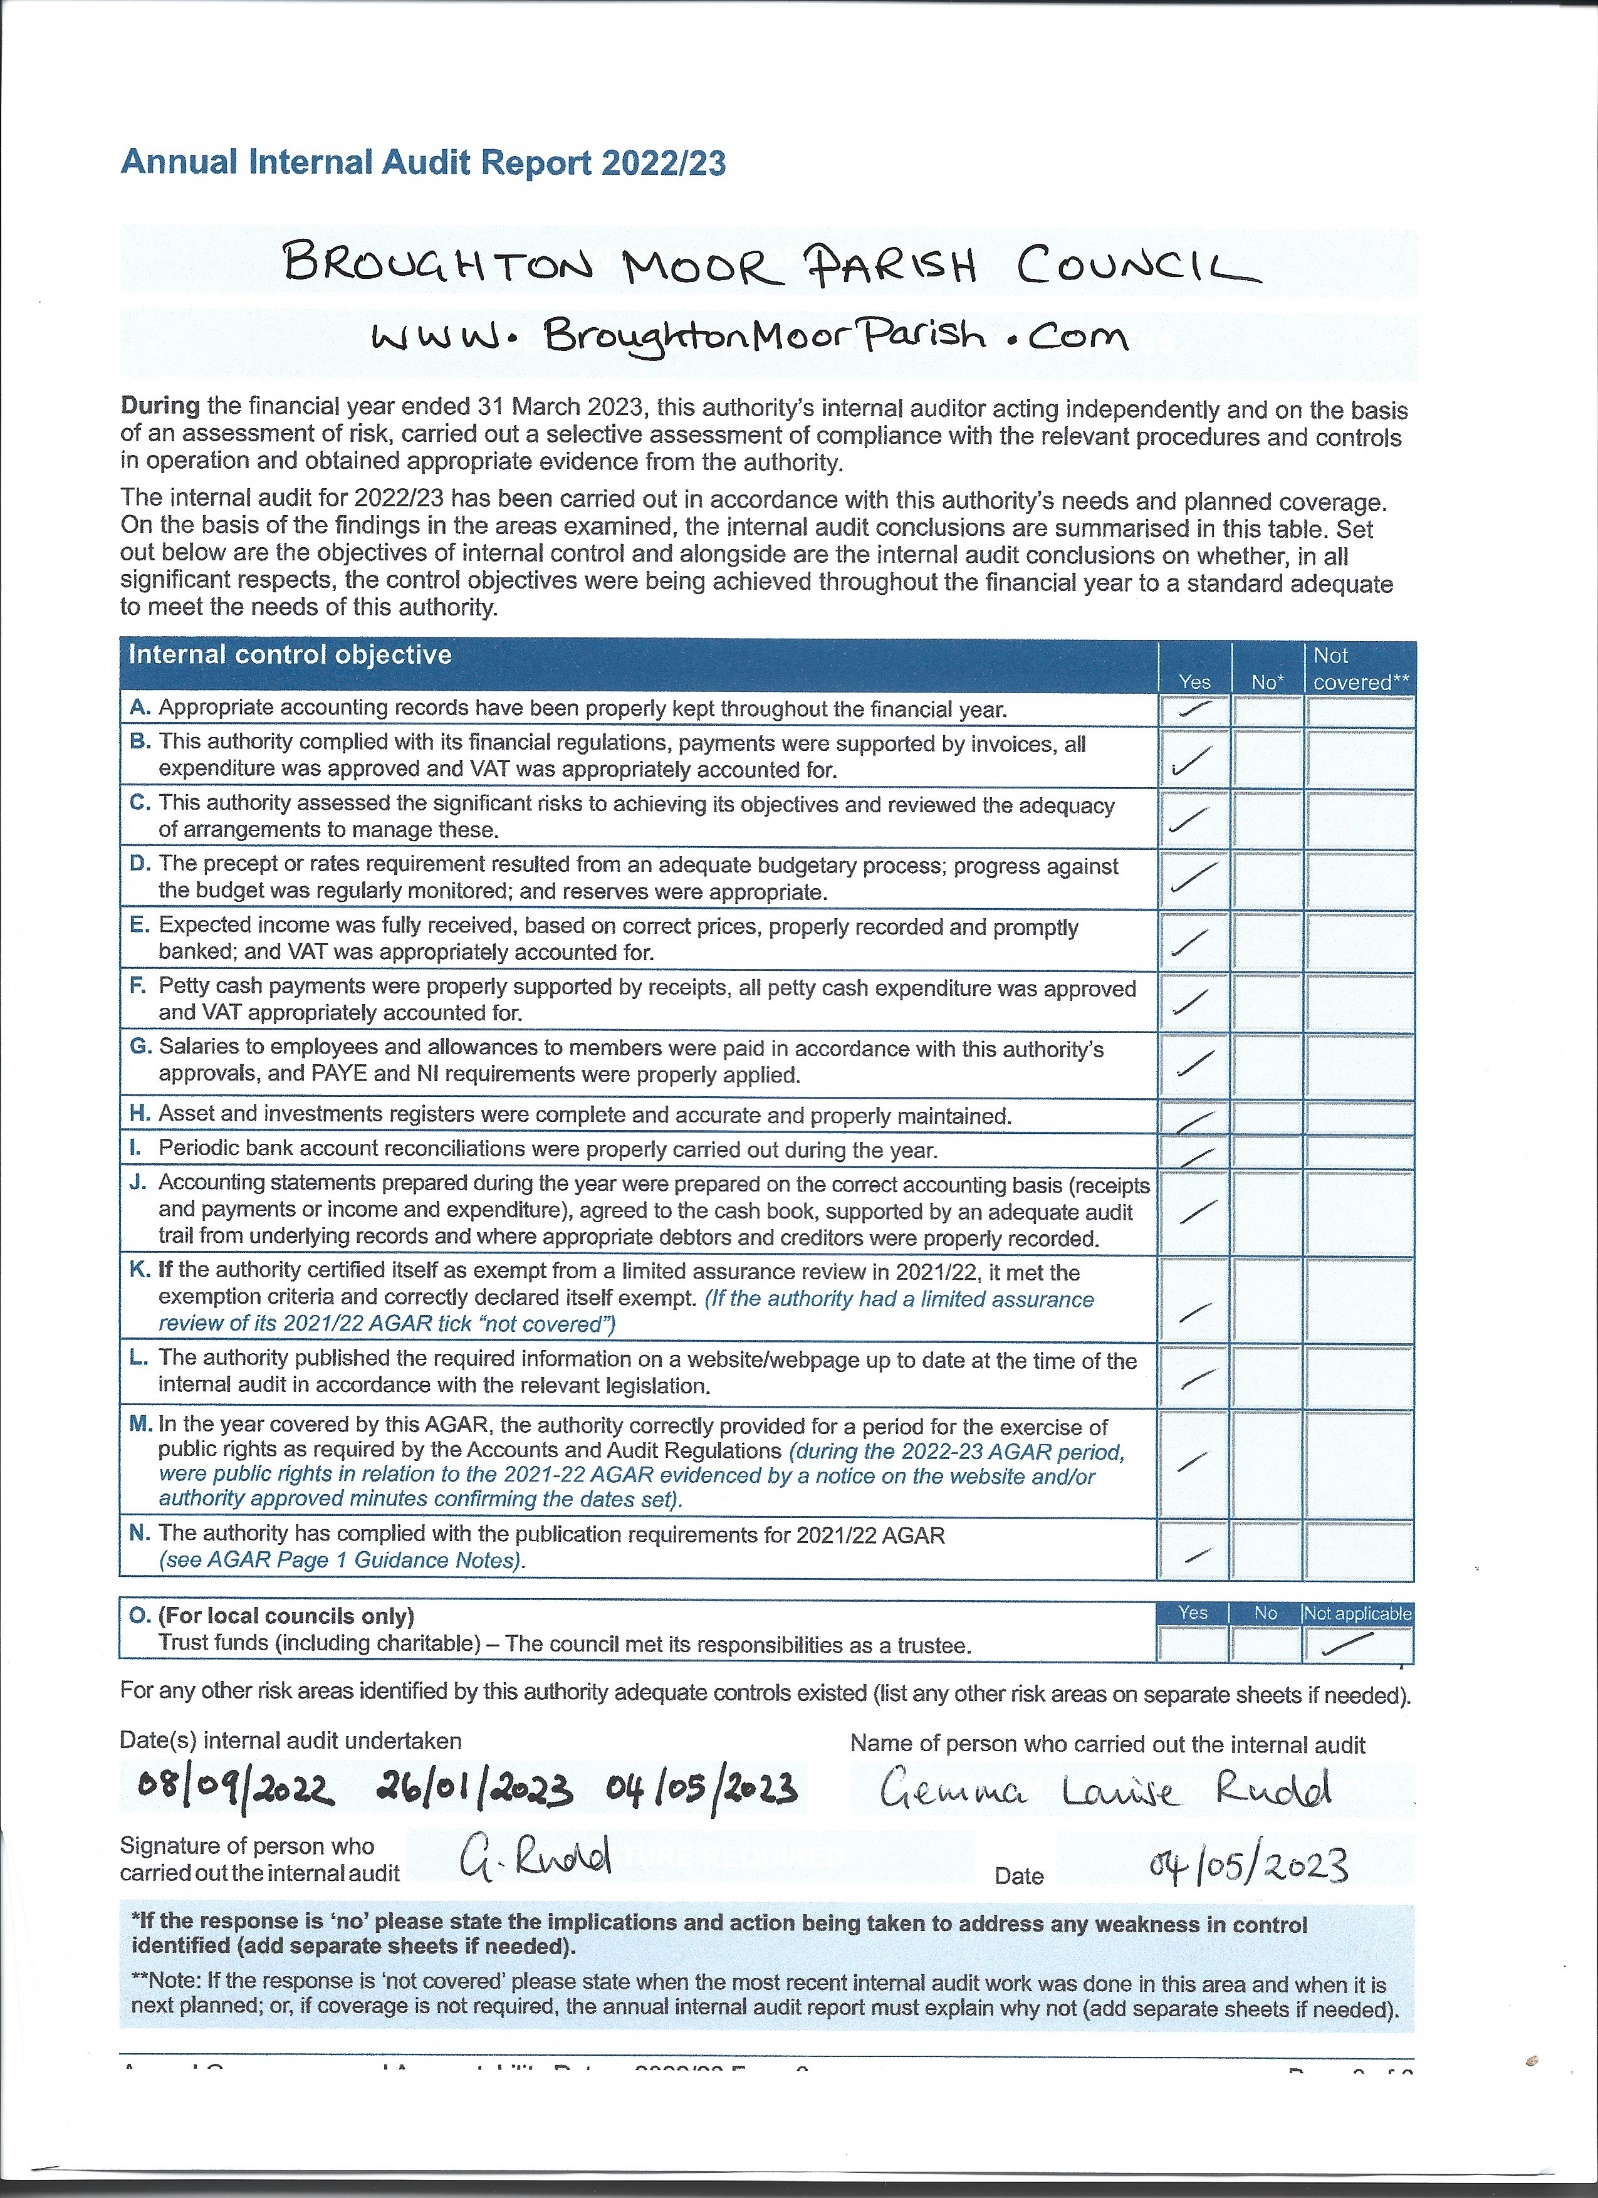 Annual Internal Audit Report 2022/23
BROUGHTON MOOR PARISH COUNCIL
www.BroughtonMoorParish.Com
During the financial year ended 31 March 2023, this authority's internal auditor acting independently and on the basis
of an assessment of risk, carried out a selective assessment of compliance with the relevant procedures and controls
in operation and obtained appropriate evidence from the authority.
The internal audit for 2022/23 has been carried out in accordance with this authority's needs and planned coverage.
On the basis of the findings in the areas examined, the internal audit conclusions are summarised in this table. Set
out below are the objectives of internal control and alongside are the internal audit conclusions on whether, in all
significant respects, the control objectives were being achieved throughout the financial year to a standard adequate
to meet the needs of this authority.
Internal control objective Yes No* Not covered**
A. Appropriate accounting records have been properly kept throughout the financial year. ✓
B. This authority complied with its financial regulations, payments were supported by invoices, all
expenditure was approved and VAT was appropriately accounted for. ✓
C. This authority assessed the significant risks to achieving its objectives and reviewed the adequacy
of arrangements to manage these. ✓
D. The precept or rates requirement resulted from an adequate budgetary process; progress against
the budget was regularly monitored; and reserves were appropriate. ✓
E. Expected income was fully received, based on correct prices, properly recorded and promptly
banked; and VAT was appropriately accounted for. ✓
F. Petty cash payments were properly supported by receipts, all petty cash expenditure was approved
and VAT appropriately accounted for. ✓
G. Salaries to employees and allowances to members were paid in accordance with this authority's
approvals, and PAYE and NI requirements were properly applied. ✓
H. Asset and investments registers were complete and accurate and properly maintained. ✓
I. Periodic bank account reconciliations were properly carried out during the year. ✓
J. Accounting statements prepared during the year were prepared on the correct accounting basis (receipts
and payments or income and expenditure), agreed to the cash book, supported by an adequate audit
trail from underlying records and where appropriate debtors and creditors were properly recorded. ✓
K. If the authority certified itself as exempt from a limited assurance review in 2021/22, it met the
exemption criteria and correctly declared itself exempt. (If the authority had a limited assurance
review of its 2021/22 AGAR tick "not covered") ✓
L. The authority published the required information on a website/webpage up to date at the time of the
internal audit in accordance with the relevant legislation. ✓
M. In the year covered by this AGAR, the authority correctly provided for a period for the exercise of
public rights as required by the Accounts and Audit Regulations (during the 2022-23 AGAR period,
were public rights in relation to the 2021-22 AGAR evidenced by a notice on the website and/or
authority approved minutes confirming the dates set). ✓
N. The authority has complied with the publication requirements for 2021/22 AGAR
(see AGAR Page 1 Guidance Notes). ✓
O. (For local councils only) Yes No Not applicable
Trust funds (including charitable) – The council met its responsibilities as a trustee. ✓
For any other risk areas identified by this authority adequate controls existed (list any other risk areas on separate sheets if needed).
Date(s) internal audit undertaken Name of person who carried out the internal audit
08/09/2022 26/01/2023 04/05/2023 Gemma Louise Rudd
Signature of person who
carried out the internal audit G. Rudd Date 04/05/2023
*If the response is 'no' please state the implications and action being taken to address any weakness in control
identified (add separate sheets if needed).
**Note: If the response is 'not covered' please state when the most recent internal audit work was done in this area and when it is
next planned; or, if coverage is not required, the annual internal audit report must explain why not (add separate sheets if needed).